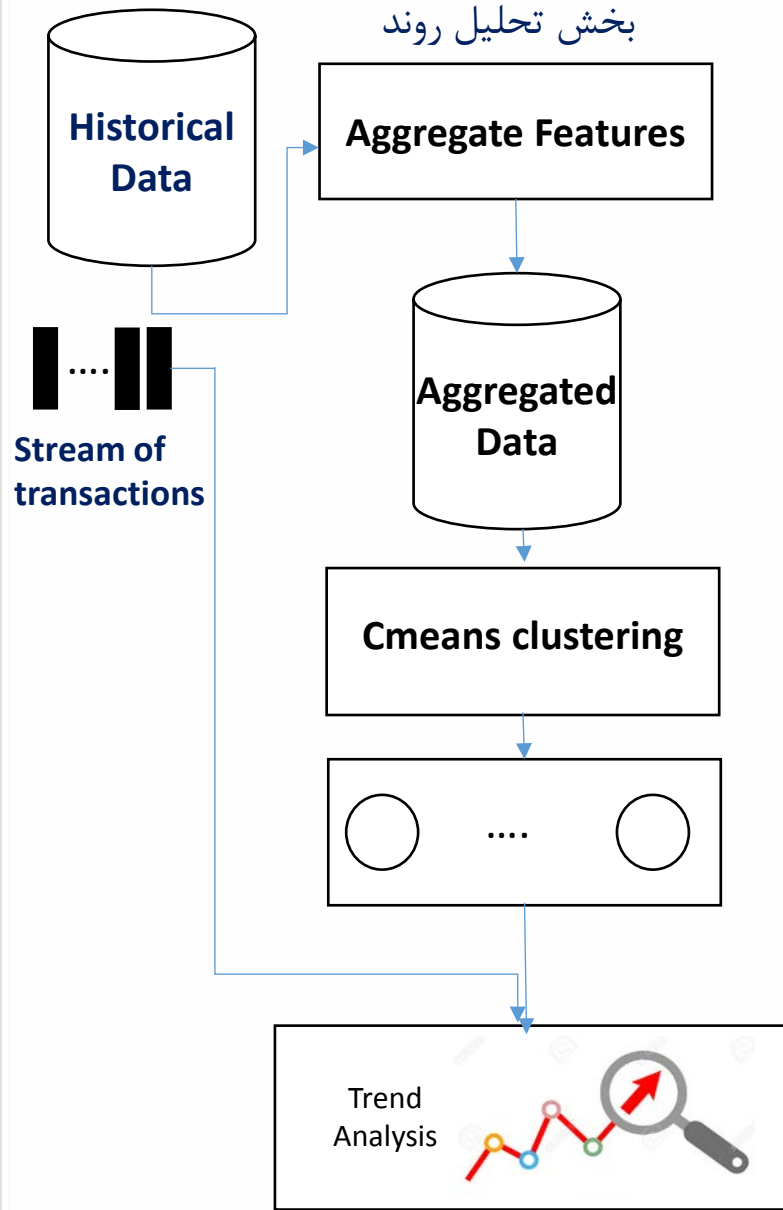 بخش تحلیل روند
Historical
Data
Aggregate Features
....
Stream of
transactions
Aggregated
Data
Cmeans clustering
....
Trend
Analysis